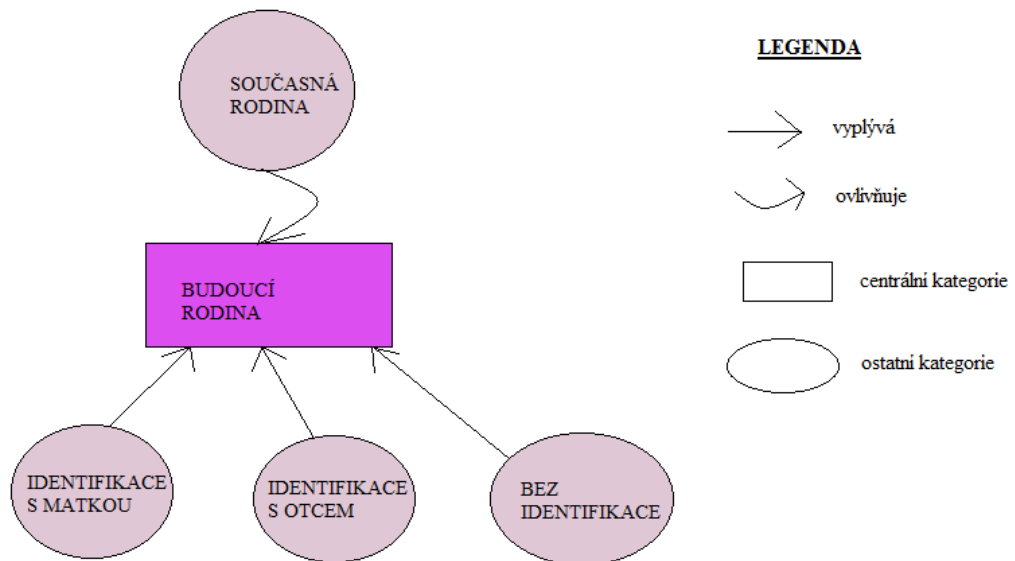 SOUČASNÁ
RODINA
BUDOUCÍ
RODINA
IDENTIFIKACE
S MATKOU
IDENTIFIKACE
S OTCEM
BEZ
IDENTIFIKACE
LEGENDA
vyplývá
ovlivňuje
centrální kategorie
ostatní kategorie